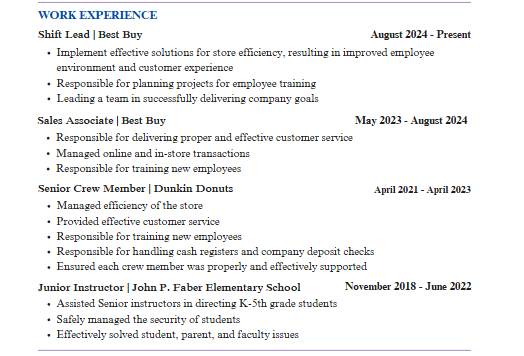 WORK EXPERIENCE
Shift Lead | Best Buy August 2024 - Present
• Implement effective solutions for store efficiency, resulting in improved employee
environment and customer experience
• Responsible for planning projects for employee training
• Leading a team in successfully delivering company goals
Sales Associate | Best Buy May 2023 - August 2024
• Responsible for delivering proper and effective customer service
• Managed online and in-store transactions
• Responsible for training new employees
Senior Crew Member | Dunkin Donuts April 2021 - April 2023
• Managed efficiency of the store
• Provided effective customer service
• Responsible for training new employees
• Responsible for handling cash registers and company deposit checks
• Ensured each crew member was properly and effectively supported
Junior Instructor | John P. Faber Elementary School November 2018 - June 2022
• Assisted Senior instructors in directing K-5th grade students
• Safely managed the security of students
• Effectively solved student, parent, and faculty issues